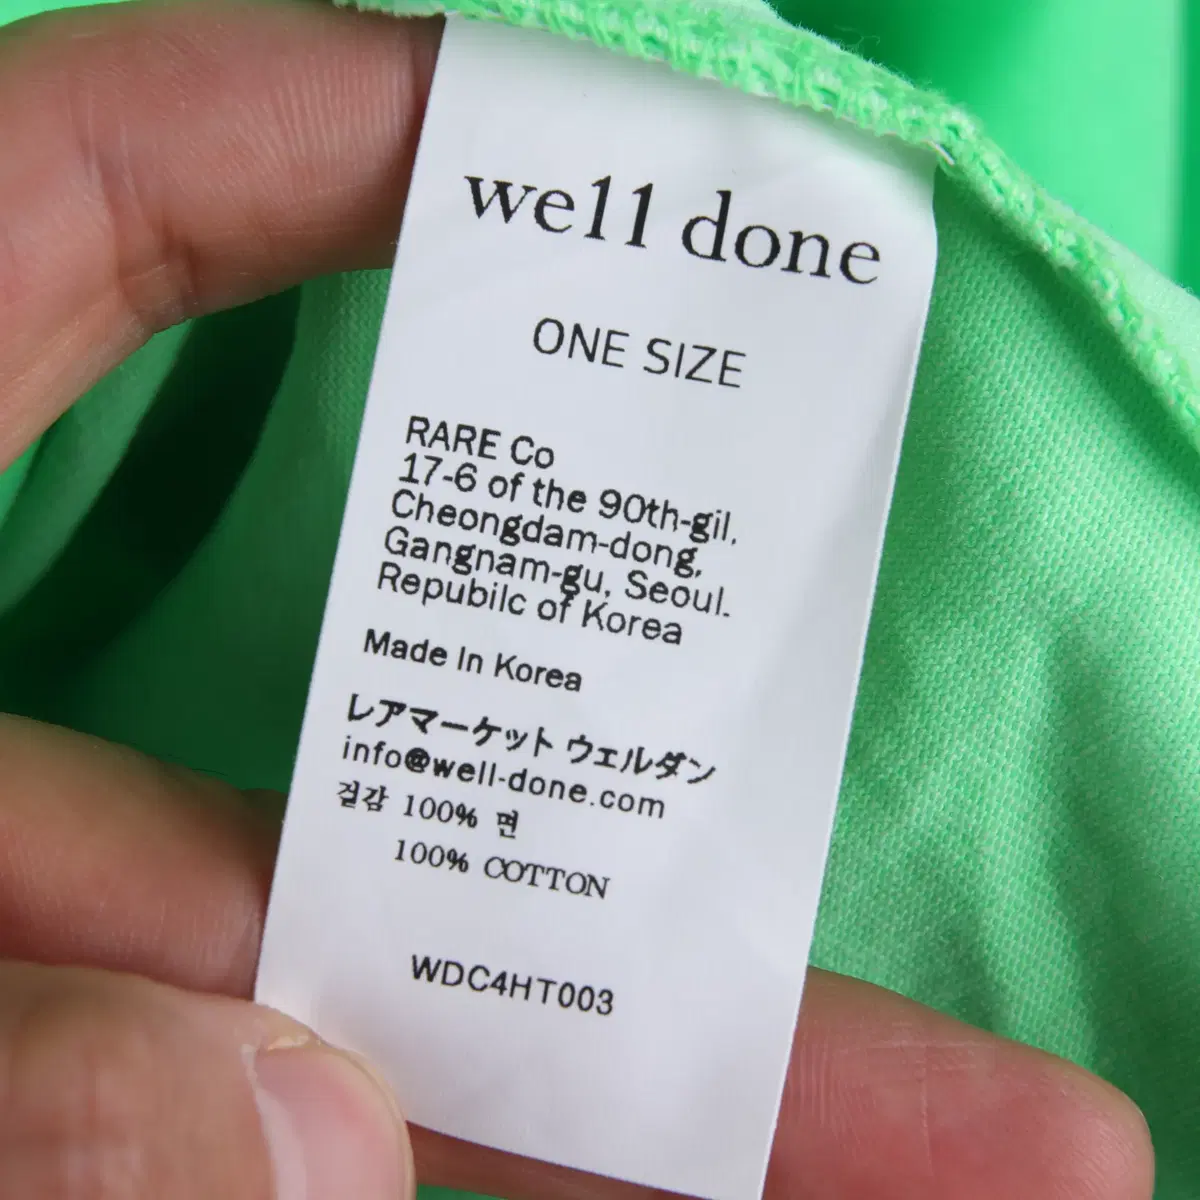 well done
ONE SIZE
RARE Co
17-6 of the 90th-gil,
Cheongdam-dong,
Gangnam-gu, Seoul.
Repubilc of Korea
Made In Korea
レアマーケット ウェルダン
info@well-done.com
겉감 100% 면
100% COTTON
WDC4HT003